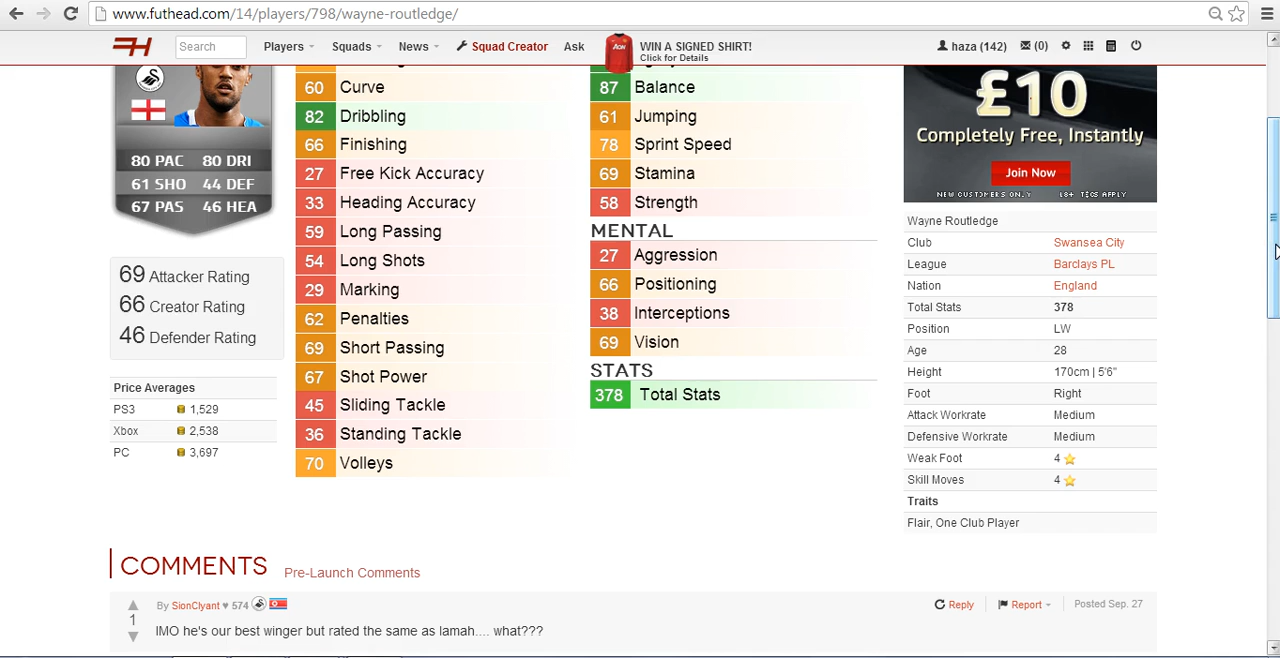 www.futhead.com/14/players/798/wayne-routledge/
Search
Players
Squads
News
Squad Creator
Ask
AON
WIN A SIGNED SHIRT!
Click for Details
haza (142)
(0)
80 PAC 80 DRI
61 SHO 44 DEF
67 PAS 46 HEA
69 Attacker Rating
66 Creator Rating
46 Defender Rating
Price Averages
PS3 1,529
Xbox 2,538
PC 3,697
60 Curve
82 Dribbling
66 Finishing
27 Free Kick Accuracy
33 Heading Accuracy
59 Long Passing
54 Long Shots
29 Marking
62 Penalties
69 Short Passing
67 Shot Power
45 Sliding Tackle
36 Standing Tackle
70 Volleys
87 Balance
61 Jumping
78 Sprint Speed
69 Stamina
58 Strength
MENTAL
27 Aggression
66 Positioning
38 Interceptions
69 Vision
STATS
378 Total Stats
£10
Completely Free, Instantly
Join Now
NEW CUSTOMERS ONLY 18+ T&CS APPLY
Wayne Routledge
Club Swansea City
League Barclays PL
Nation England
Total Stats 378
Position LW
Age 28
Height 170cm | 5'6"
Foot Right
Attack Workrate Medium
Defensive Workrate Medium
Weak Foot 4
Skill Moves 4
Traits
Flair, One Club Player
COMMENTS Pre-Launch Comments
By SionClyant ♥ 574
Reply
Report
Posted Sep. 27
1
IMO he's our best winger but rated the same as lamah.... what???